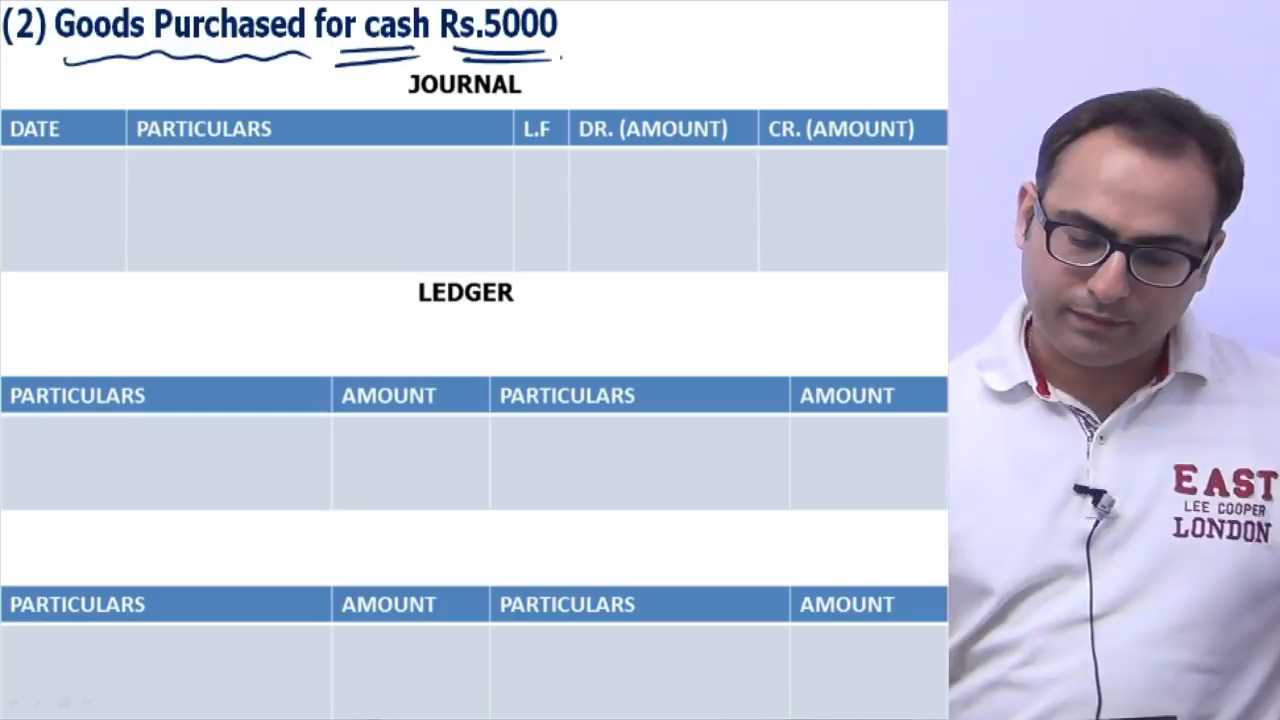 (2) Goods Purchased for cash Rs.5000
JOURNAL
DATE PARTICULARS L.F DR. (AMOUNT) CR. (AMOUNT)
LEDGER
PARTICULARS AMOUNT PARTICULARS AMOUNT
PARTICULARS AMOUNT PARTICULARS AMOUNT
EAST
LEE COOPER
LONDON